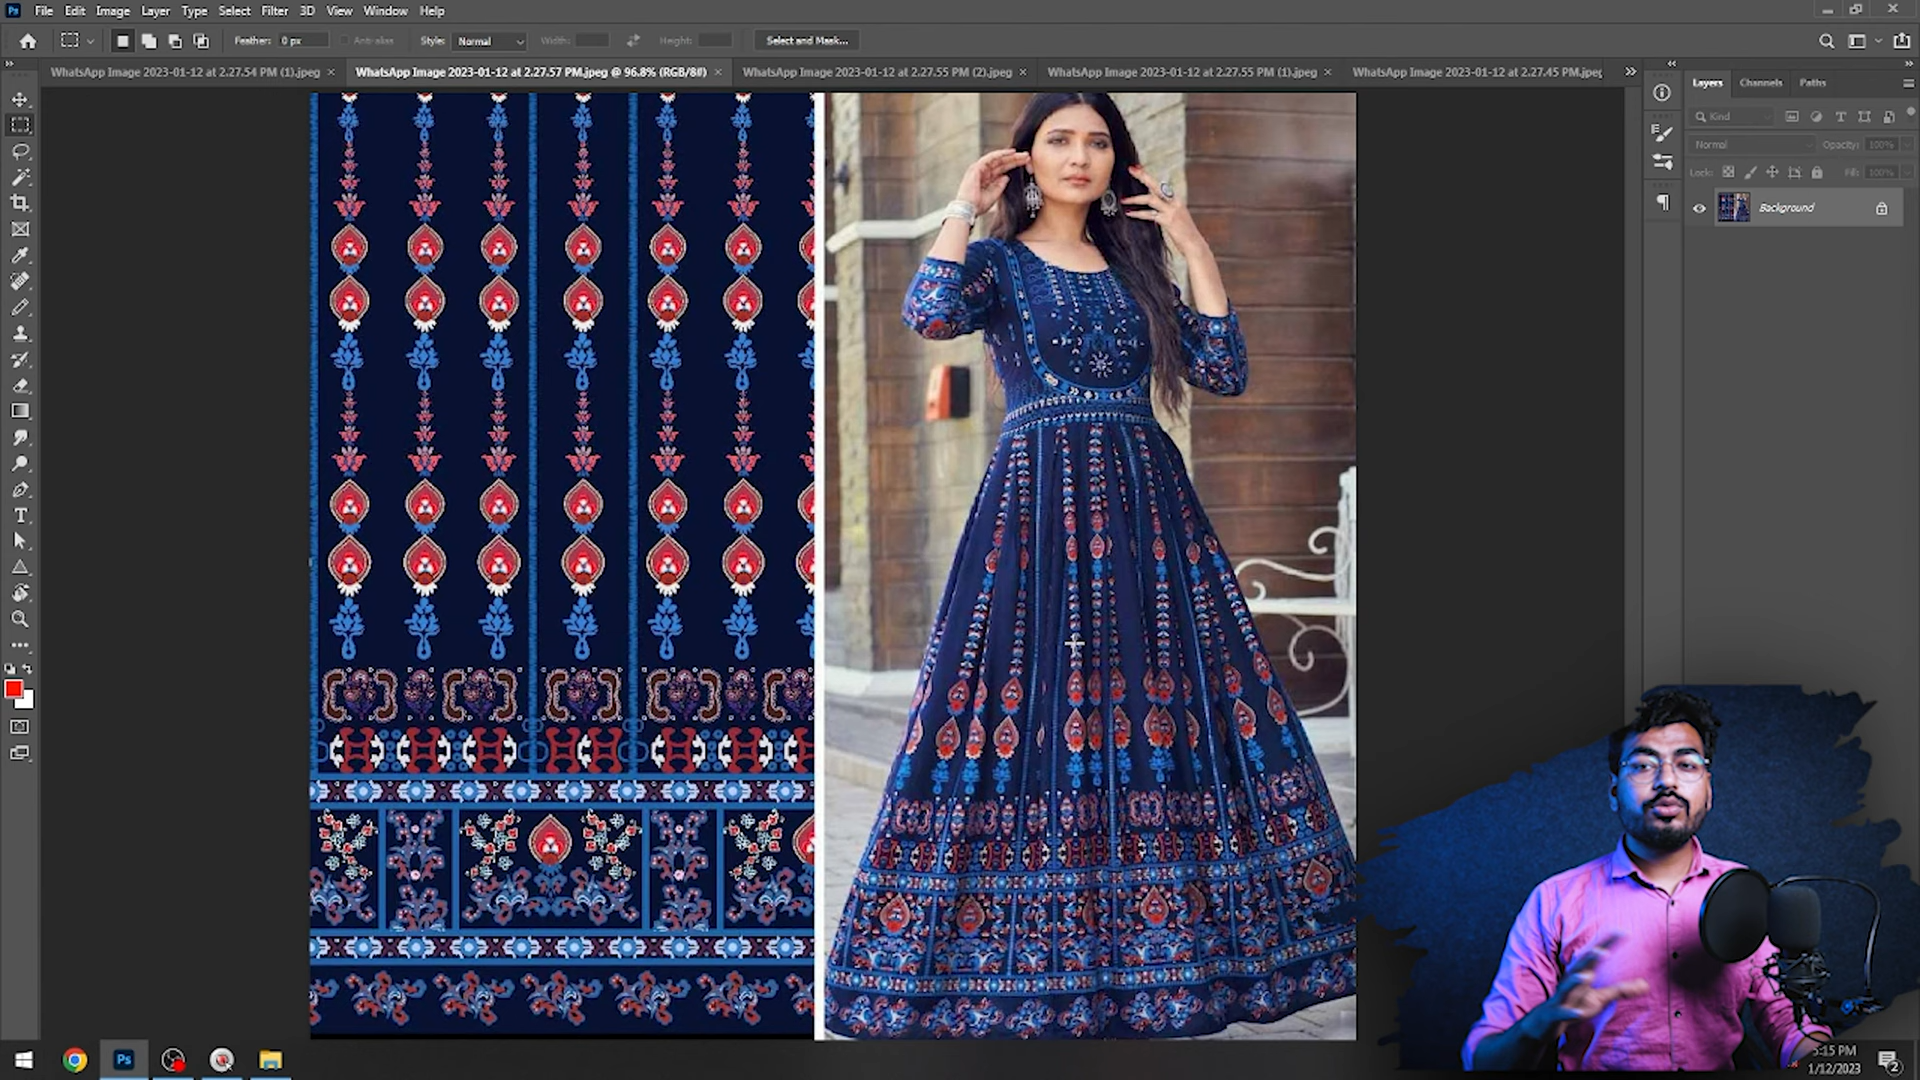 Ps File Edit Image Layer Type Select Filter 3D View Window Help
Feather: 0 px Anti-alias Style: Normal Width: Height: Select and Mask...
WhatsApp Image 2023-01-12 at 2.27.54 PM (1).jpeg × WhatsApp Image 2023-01-12 at 2.27.57 PM.jpeg @ 96.8% (RGB/8#) × WhatsApp Image 2023-01-12 at 2.27.55 PM (2).jpeg × WhatsApp Image 2023-01-12 at 2.27.55 PM (1).jpeg × WhatsApp Image 2023-01-12 at 2.27.45 PM.jpeg
Layers Channels Paths
Kind
Normal Opacity: 100%
Lock: Fill: 100%
Background
Ps
5:15 PM
1/12/2023
2